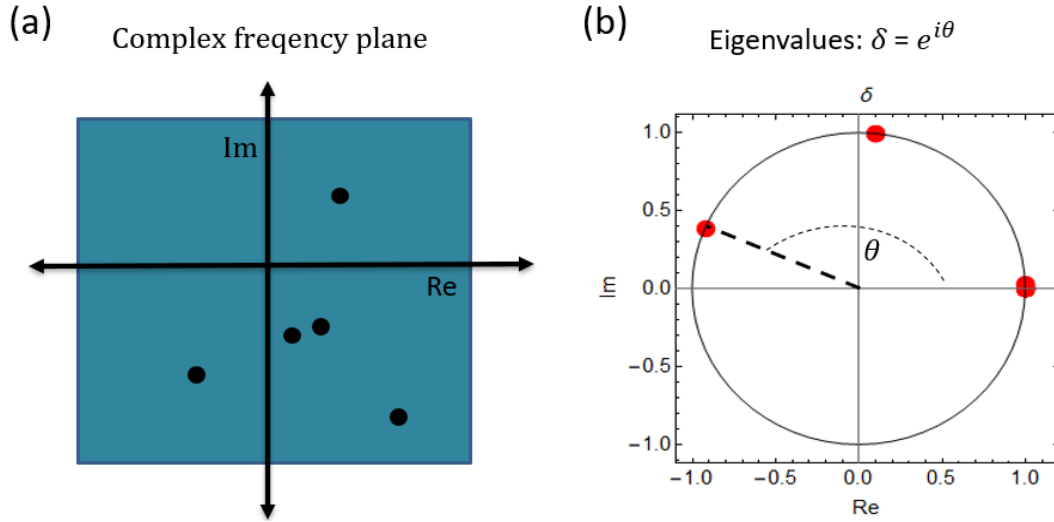 (a)
Complex freqency plane
Im
Re
(b)
Eigenvalues: δ = e^{iθ}
δ
1.0
0.5
0.0
−0.5
−1.0
Im
θ
−1.0 −0.5 0.0 0.5 1.0
Re